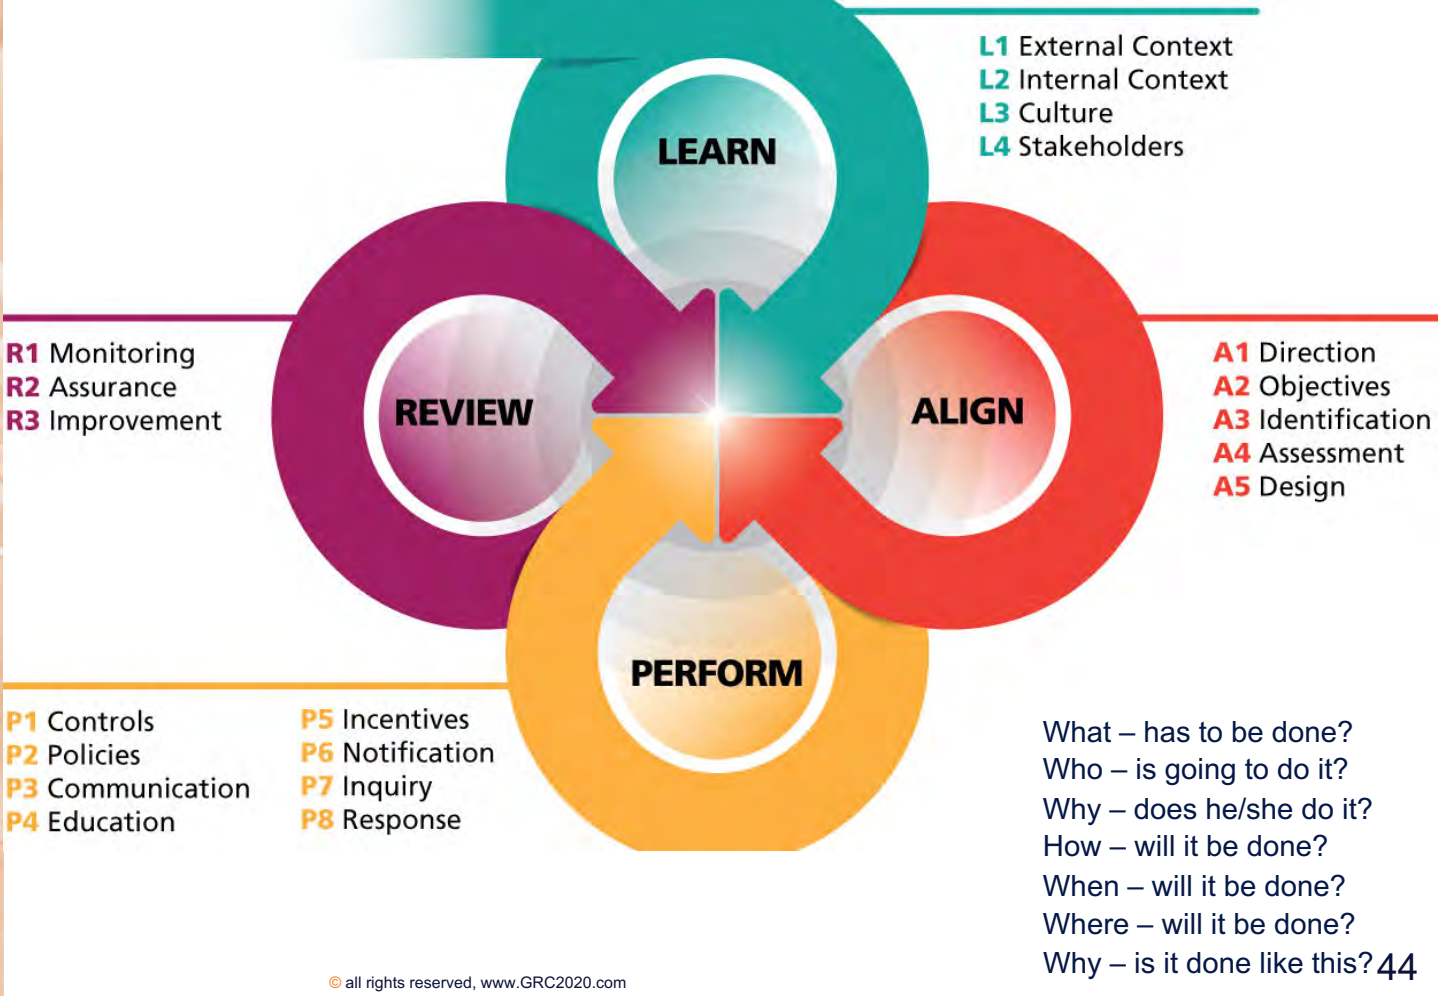 L1 External Context
L2 Internal Context
L3 Culture
L4 Stakeholders
LEARN
R1 Monitoring
R2 Assurance
R3 Improvement
REVIEW
ALIGN
A1 Direction
A2 Objectives
A3 Identification
A4 Assessment
A5 Design
PERFORM
P1 Controls
P2 Policies
P3 Communication
P4 Education
P5 Incentives
P6 Notification
P7 Inquiry
P8 Response
What – has to be done?
Who – is going to do it?
Why – does he/she do it?
How – will it be done?
When – will it be done?
Where – will it be done?
Why – is it done like this?
44
© all rights reserved, www.GRC2020.com